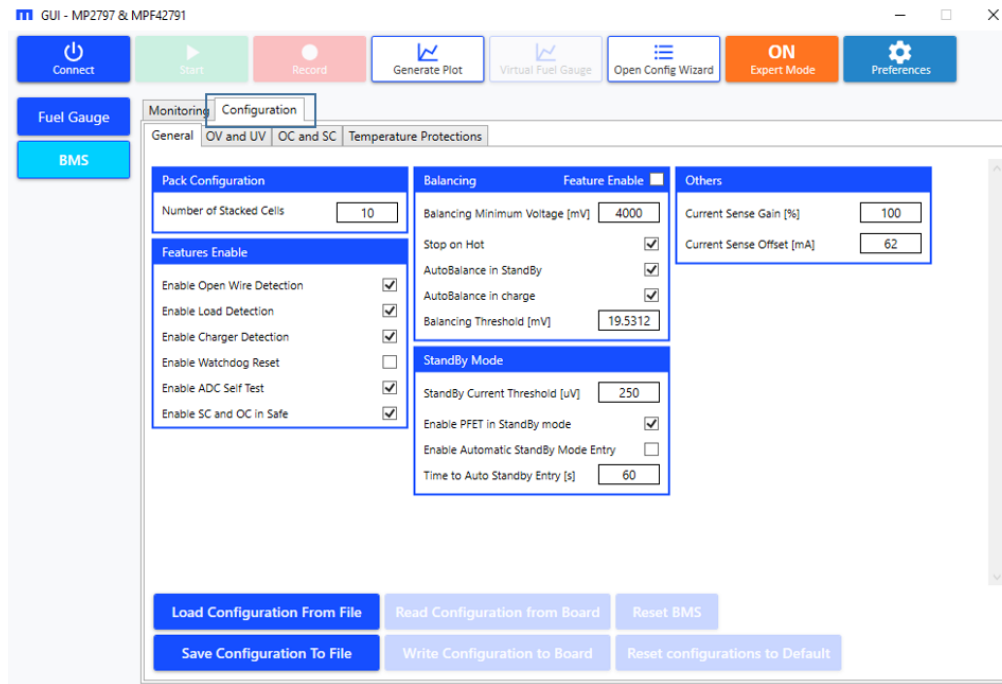 GUI - MP2797 & MPF42791
Connect
Start
Record
Generate Plot
Virtual Fuel Gauge
Open Config Wizard
ON
Expert Mode
Preferences
Fuel Gauge
BMS
Monitoring Configuration
General OV and UV OC and SC Temperature Protections
Pack Configuration
Number of Stacked Cells 10
Features Enable
Enable Open Wire Detection
Enable Load Detection
Enable Charger Detection
Enable Watchdog Reset
Enable ADC Self Test
Enable SC and OC in Safe
Balancing Feature Enable
Balancing Minimum Voltage [mV] 4000
Stop on Hot
AutoBalance in StandBy
AutoBalance in charge
Balancing Threshold [mV] 19.5312
StandBy Mode
StandBy Current Threshold [uV] 250
Enable PFET in StandBy mode
Enable Automatic StandBy Mode Entry
Time to Auto Standby Entry [s] 60
Others
Current Sense Gain [%] 100
Current Sense Offset [mA] 62
Load Configuration From File Read Configuration from Board Reset BMS
Save Configuration To File Write Configuration to Board Reset configurations to Default